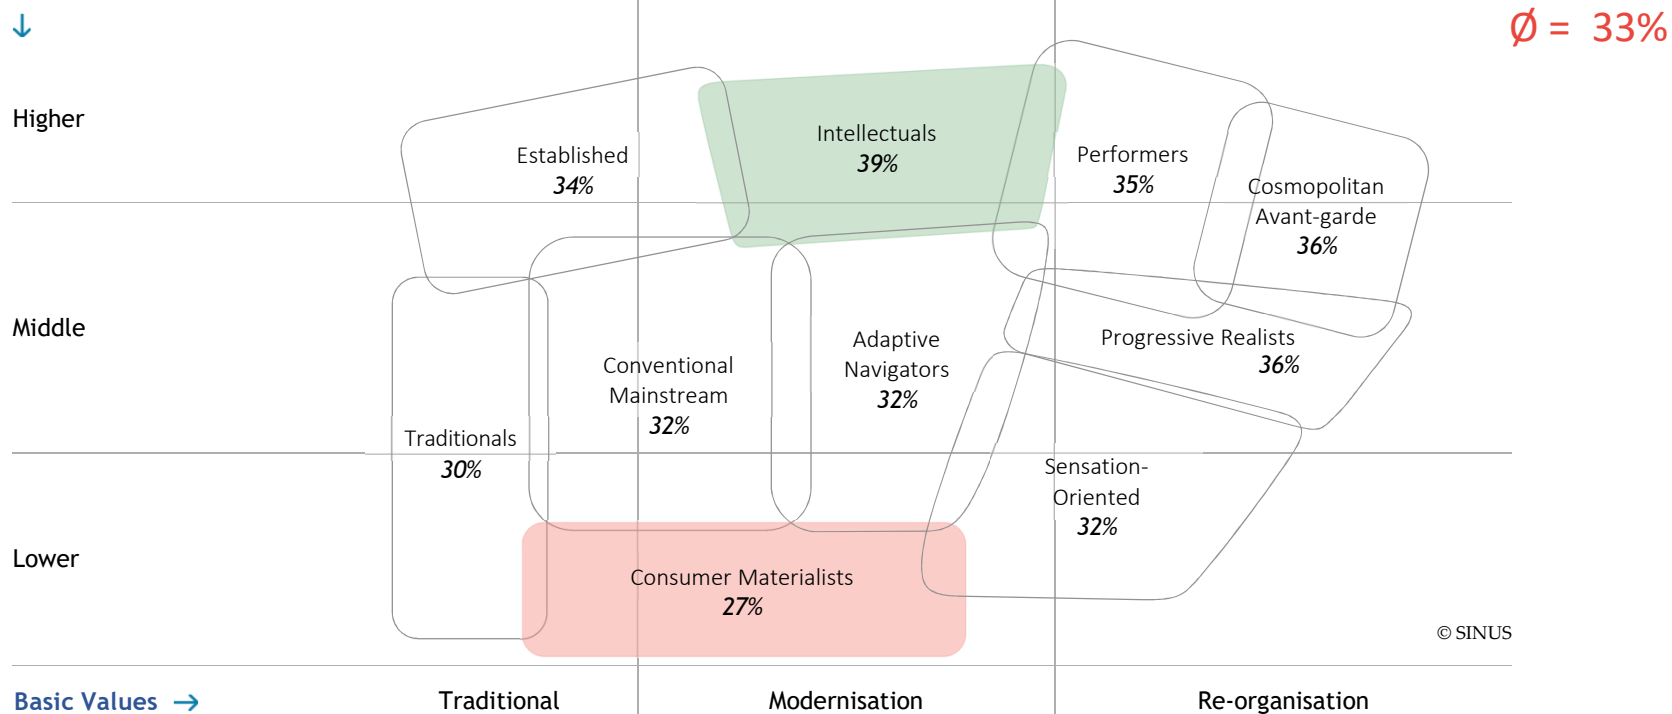 ↓
Ø = 33%
Higher
Established
34%
Intellectuals
39%
Performers
35%
Cosmopolitan
Avant-garde
36%
Middle
Conventional
Mainstream
32%
Adaptive
Navigators
32%
Progressive Realists
36%
Traditionals
30%
Sensation-
Oriented
32%
Lower
Consumer Materialists
27%
© SINUS
Basic Values →
Traditional
Modernisation
Re-organisation